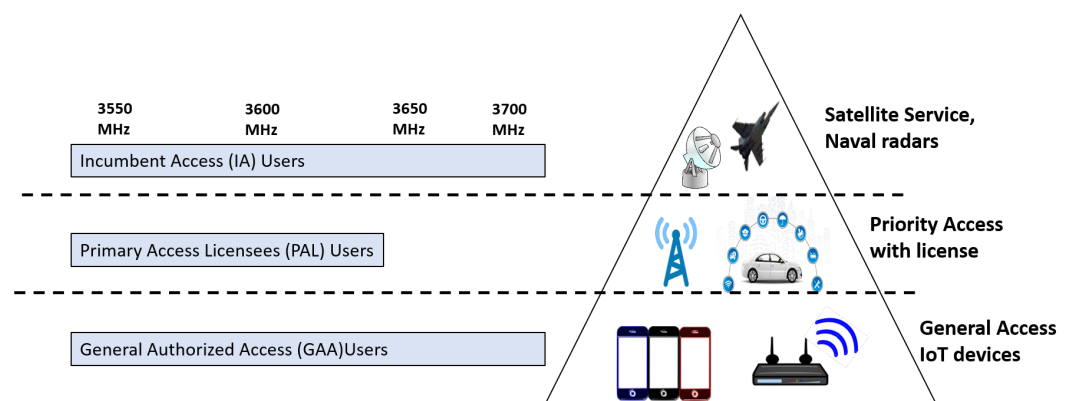 3550
MHz
3600
MHz
3650
MHz
3700
MHz
Incumbent Access (IA) Users
Satellite Service,
Naval radars
Primary Access Licensees (PAL) Users
Priority Access
with license
General Authorized Access (GAA)Users
General Access
IoT devices